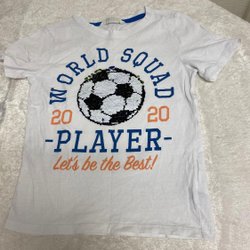 WORLD SQUAD
20 20
-PLAYER-
Let's be the Best!